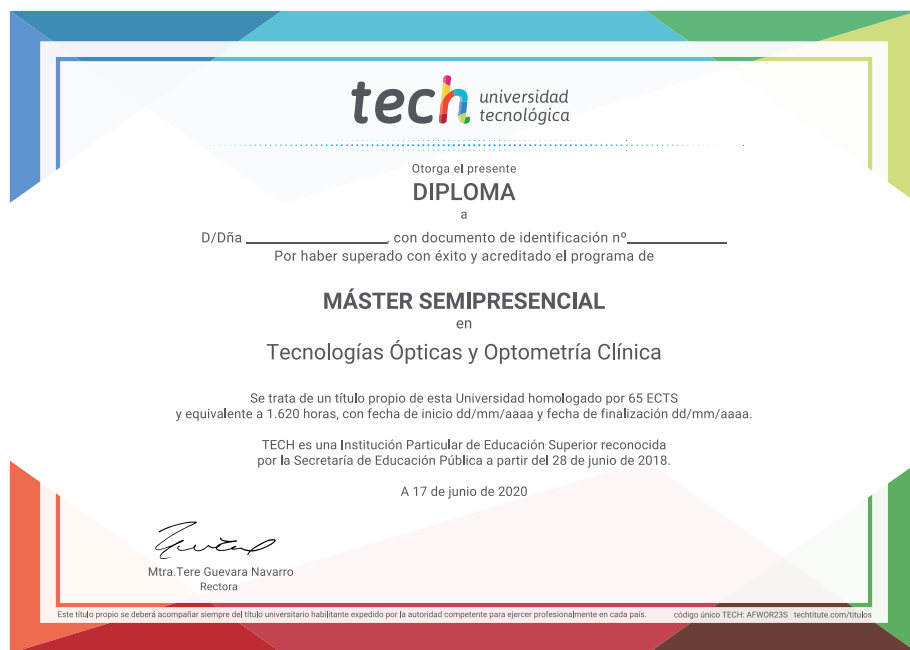 tech universidad
tecnológica
Otorga el presente
DIPLOMA
a
D/Dña ________________, con documento de identificación nº____________
Por haber superado con éxito y acreditado el programa de
MÁSTER SEMIPRESENCIAL
en
Tecnologías Ópticas y Optometría Clínica
Se trata de un título propio de esta Universidad homologado por 65 ECTS
y equivalente a 1.620 horas, con fecha de inicio dd/mm/aaaa y fecha de finalización dd/mm/aaaa.
TECH es una Institución Particular de Educación Superior reconocida
por la Secretaría de Educación Pública a partir del 28 de junio de 2018.
A 17 de junio de 2020
Mtra.Tere Guevara Navarro
Rectora
Este título propio se deberá acompañar siempre del título universitario habilitante expedido por la autoridad competente para ejercer profesionalmente en cada país. código único TECH: AFWOR23S techtitute.com/titulos